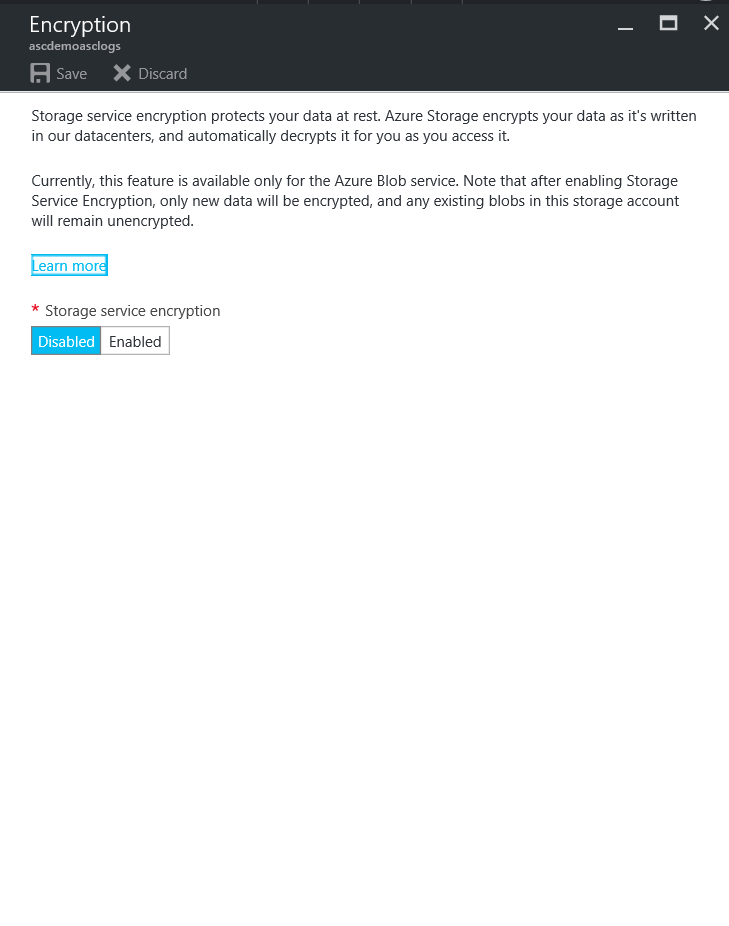 Encryption
ascdemoasclogs
Save Discard
Storage service encryption protects your data at rest. Azure Storage encrypts your data as it's written
in our datacenters, and automatically decrypts it for you as you access it.
Currently, this feature is available only for the Azure Blob service. Note that after enabling Storage
Service Encryption, only new data will be encrypted, and any existing blobs in this storage account
will remain unencrypted.
Learn more
* Storage service encryption
Disabled Enabled